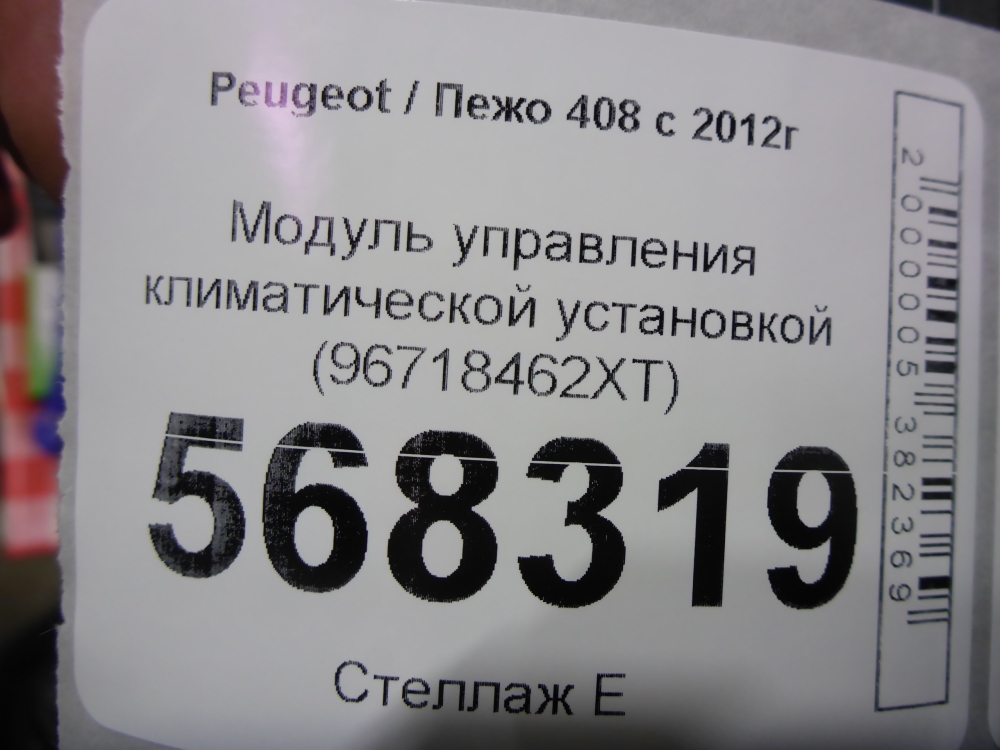 Peugeot / Пежо 408 с 2012г
Модуль управления
климатической установкой
(96718462XT)
568319
Стеллаж Е
2000005382369